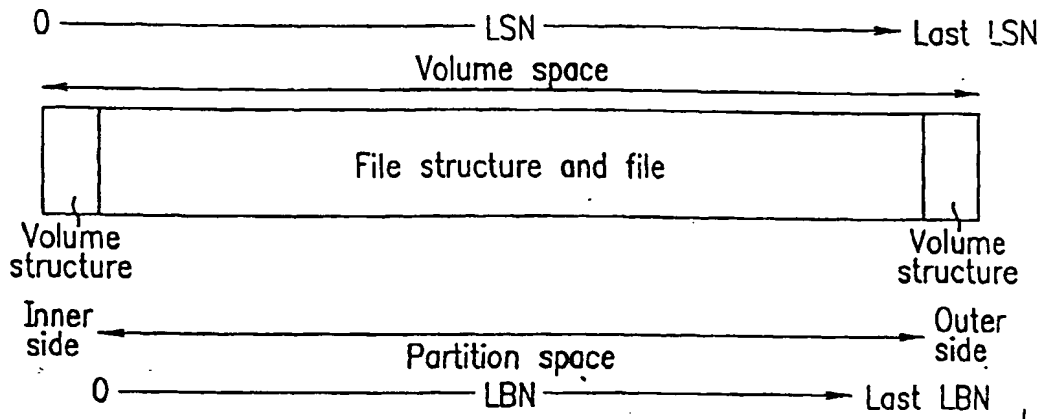 0 LSN Last LSN
Volume space
File structure and file
Volume structure
Volume structure
Inner side
Outer side
Partition space
0 LBN Last LBN